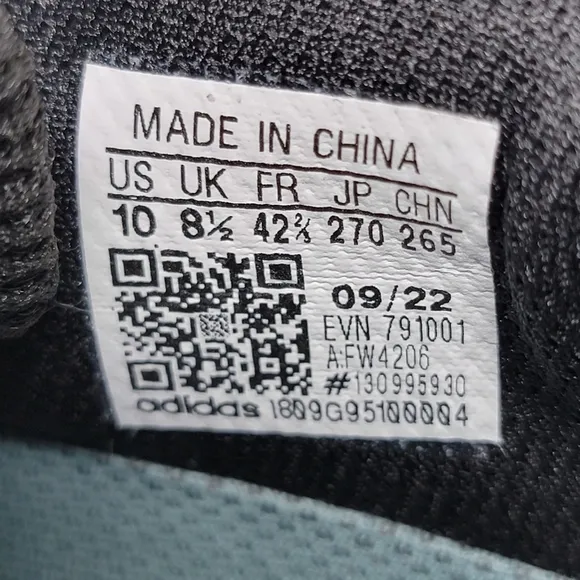 MADE IN CHINA
US UK FR JP CHN
10 8½ 42⅔ 270 265
09/22
EVN 791001
A:FW4206
#130995930
adidas 1809G95100004